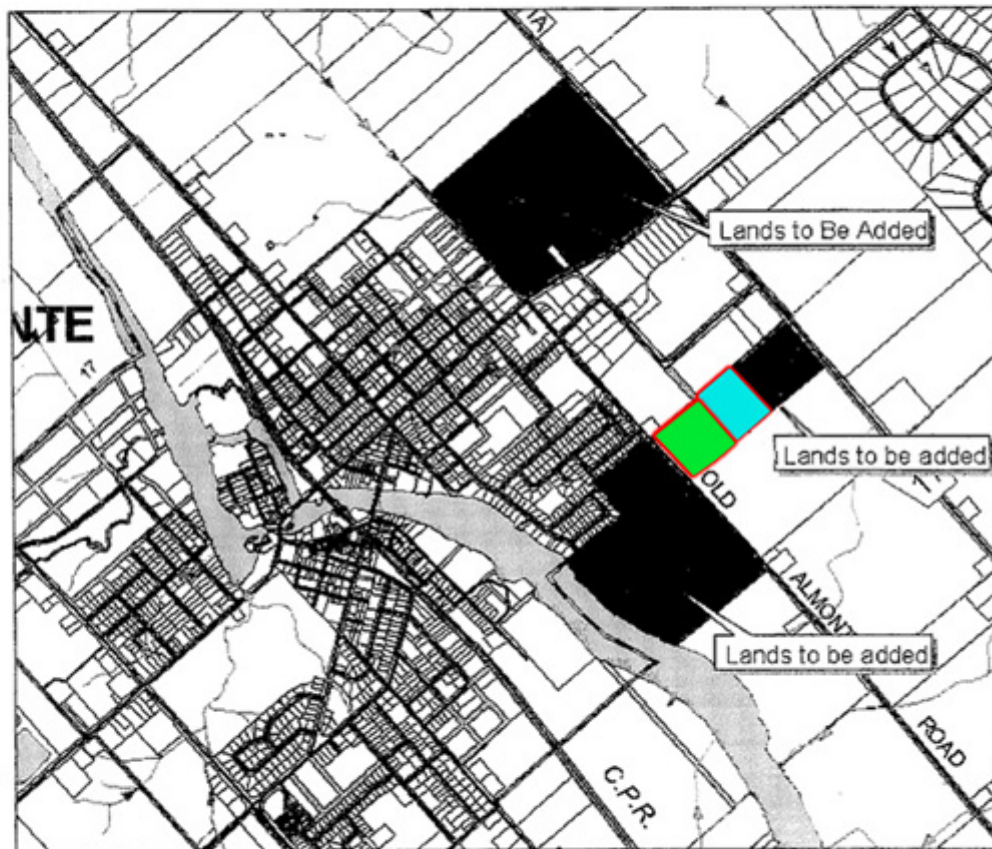 1A
Lands to Be Added
NTE
17
Lands to be added
OLD
ALMONT
Lands to be added
ROAD
C.P.R.